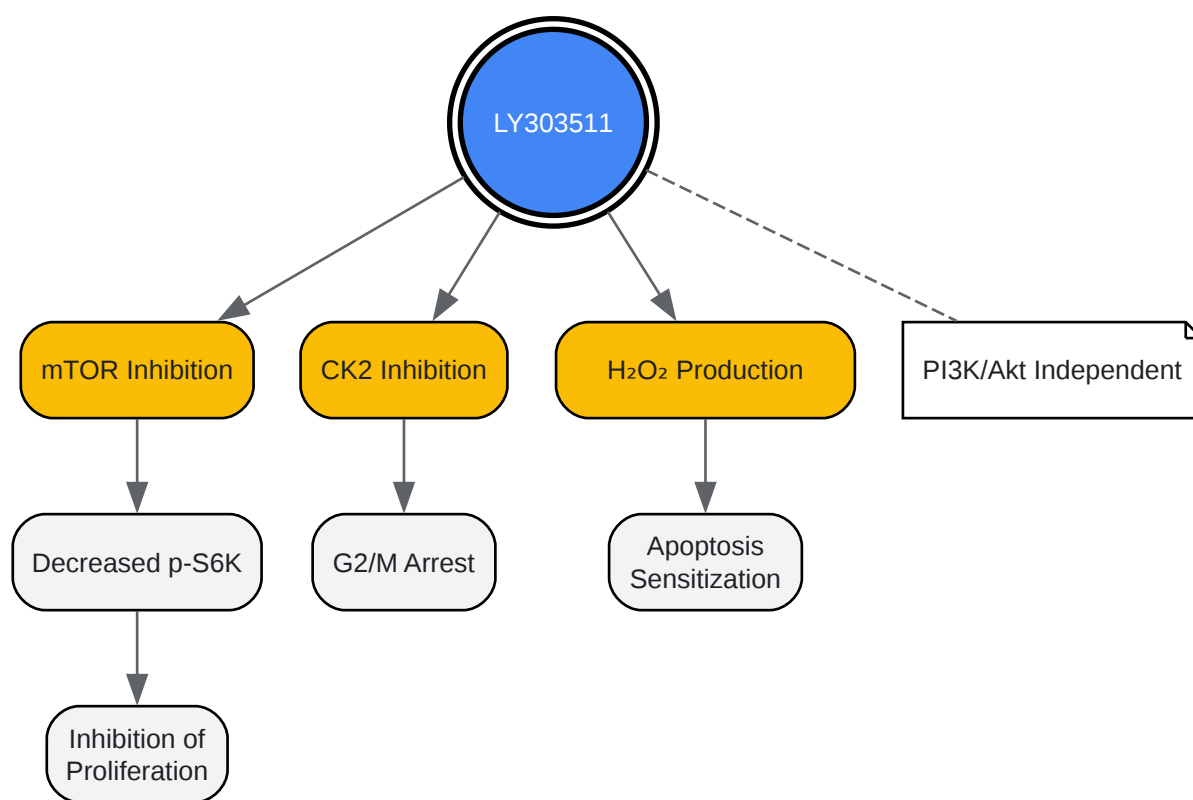 LY303511
mTOR Inhibition
CK2 Inhibition
H₂O₂ Production
PI3K/Akt Independent
Decreased p-S6K
G2/M Arrest
Apoptosis
Sensitization
Inhibition of
Proliferation